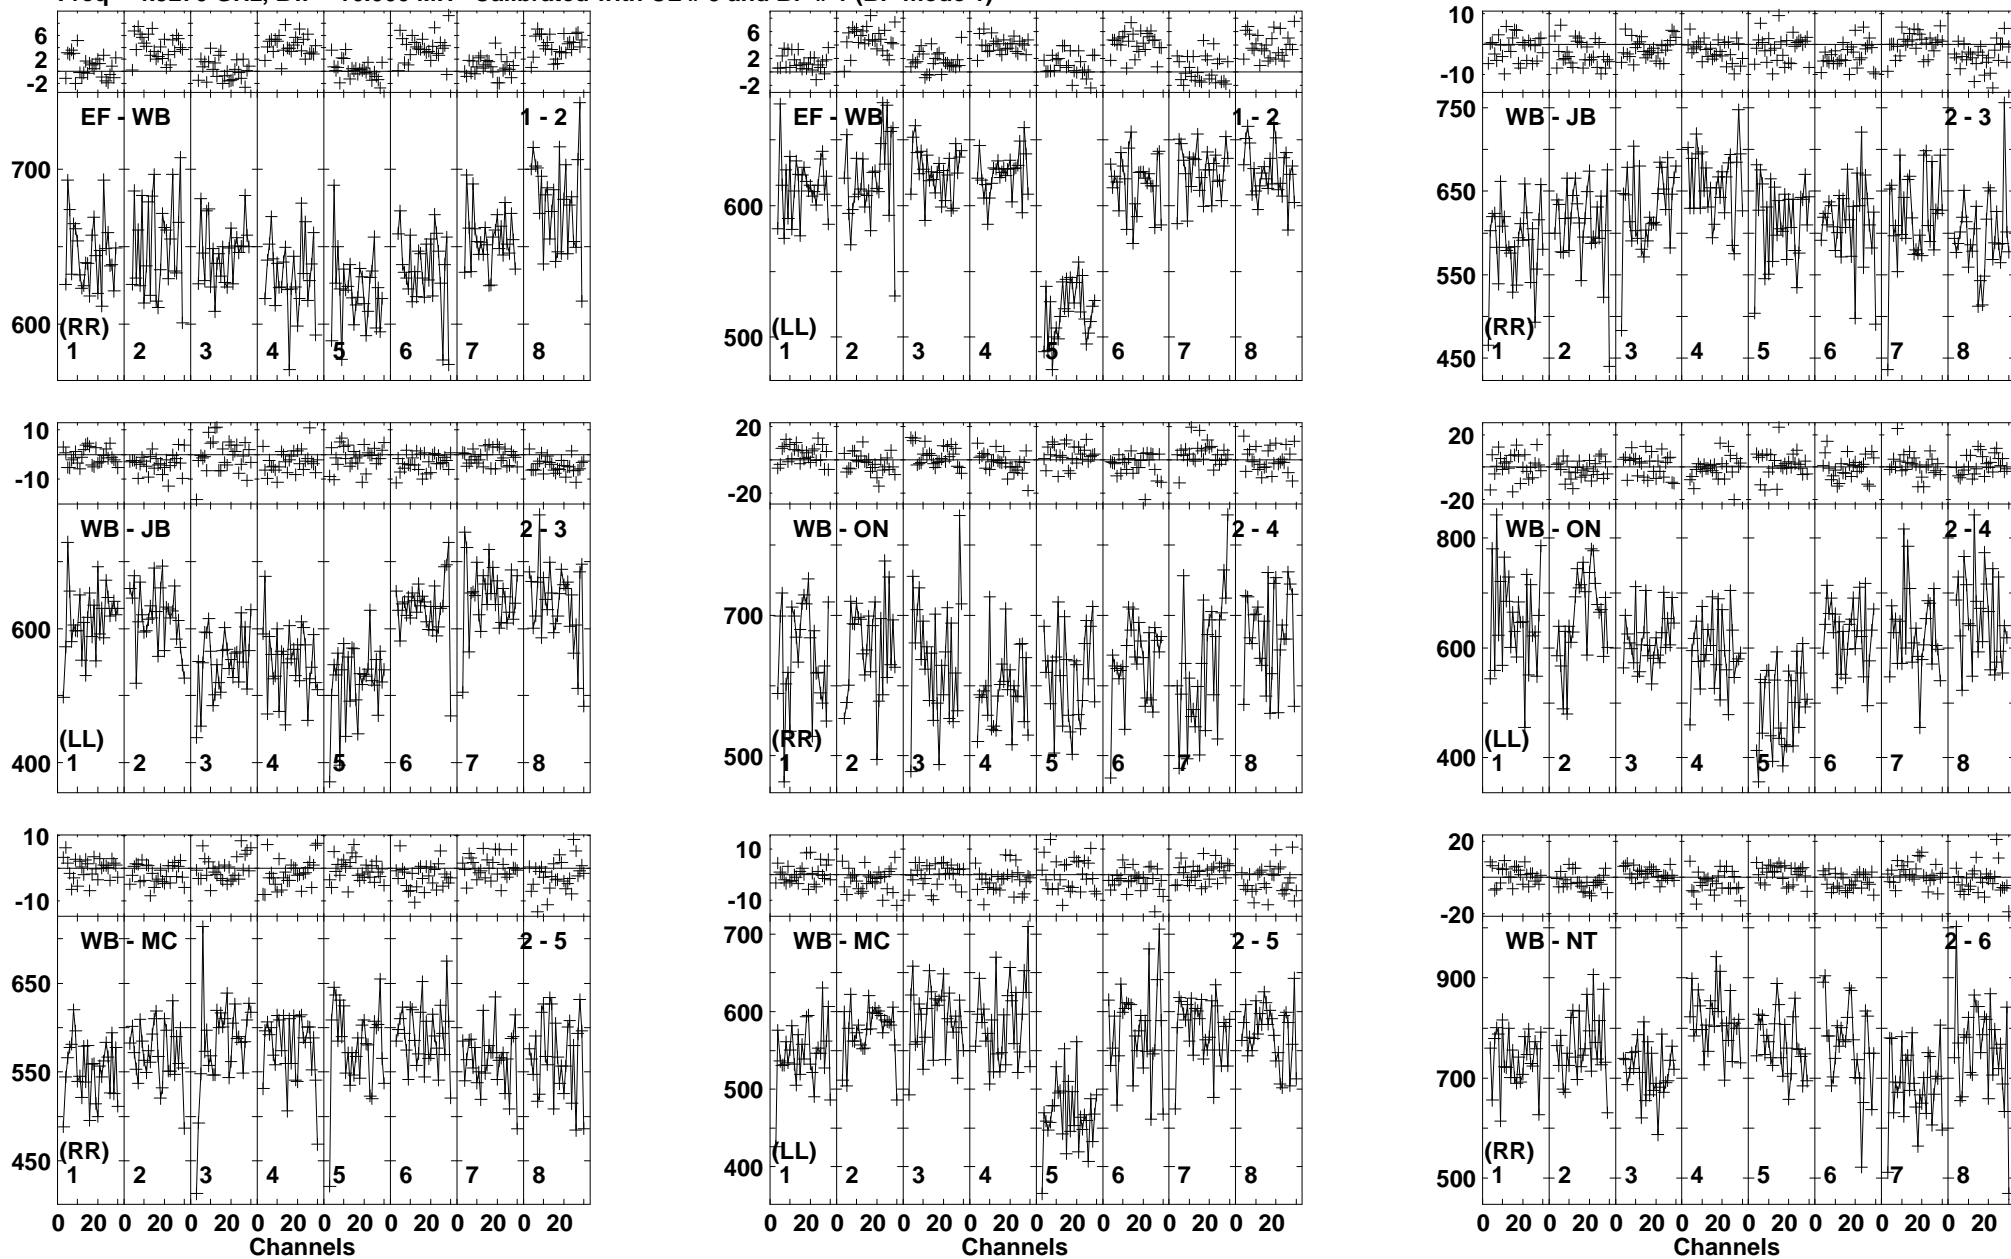 6 2 -2 6 2 -2 10 -10
EF - WB 1 - 2 EF - WB 1 - 2 WB - JB 2 - 3
700 600 600 500 750 650 550 450
(RR) (LL) (RR)
1 2 3 4 5 6 7 8 1 2 3 4 5 6 7 8 1 2 3 4 5 6 7 8
10 -10 20 -20 20 -20
WB - JB 2 - 3 WB - ON 2 - 4 WB - ON 2 - 4
600 400 700 500 800 600 400
(LL) (RR) (LL)
1 2 3 4 5 6 7 8 1 2 3 4 5 6 7 8 1 2 3 4 5 6 7 8
10 -10 10 -10 20 -20
WB - MC 2 - 5 WB - MC 2 - 5 WB - NT 2 - 6
650 550 450 700 600 500 400 900 700 500
(RR) (LL) (RR)
1 2 3 4 5 6 7 8 1 2 3 4 5 6 7 8 1 2 3 4 5 6 7 8
0 20 0 20 0 20 0 20 0 20 0 20 0 20 0 20 0 20 0 20 0 20 0 20 0 20 0 20 0 20 0 20 0 20 0 20 0 20 0 20 0 20 0 20 0 20 0 20
Channels Channels